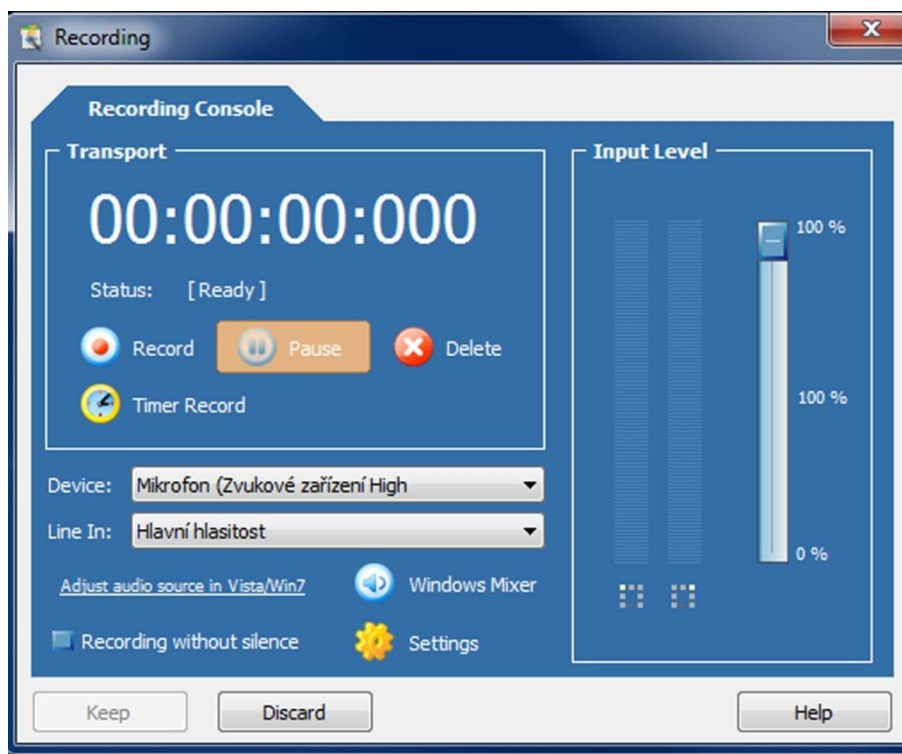 Recording
Recording Console
Transport
00:00:00:000
Status: [ Ready ]
Record Pause Delete
Timer Record
Device: Mikrofon (Zvukové zařízení High
Line In: Hlavní hlasitost
Adjust audio source in Vista/Win7 Windows Mixer
Recording without silence Settings
Input Level
100 %
100 %
0 %
Keep Discard Help